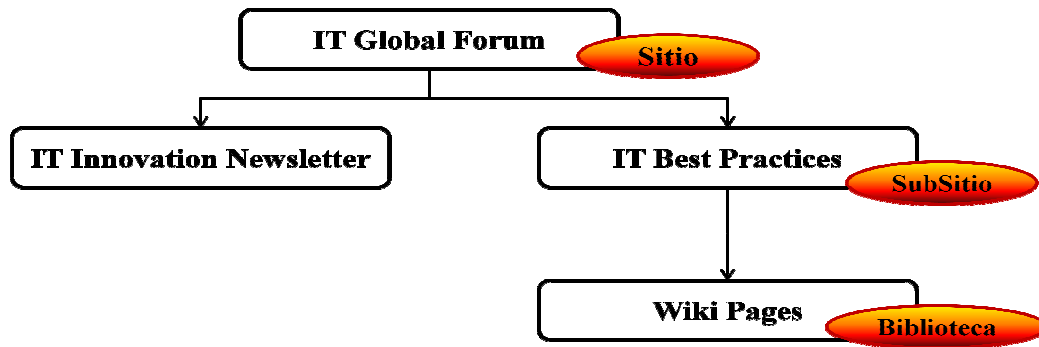 IT Global Forum
Sitio
IT Innovation Newsletter
IT Best Practices
SubSitio
Wiki Pages
Biblioteca